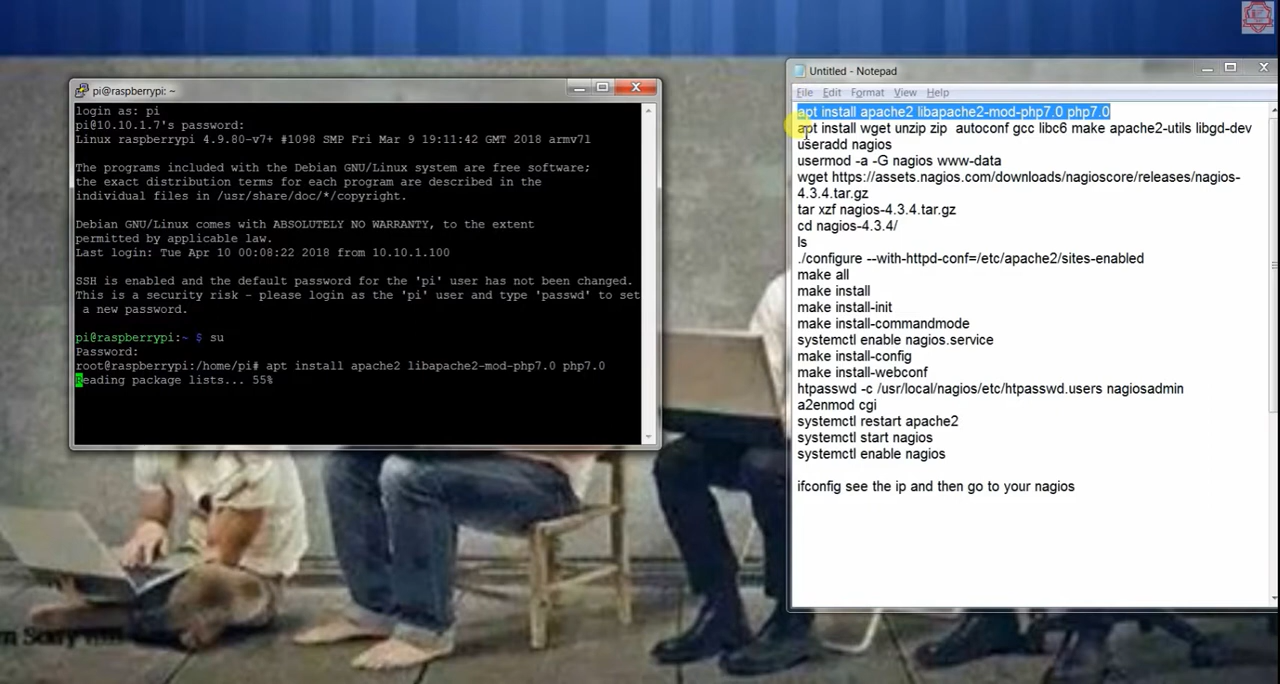 pi@raspberrypi: ~
login as: pi
pi@10.10.1.7's password:
Linux raspberrypi 4.9.80-v7+ #1098 SMP Fri Mar 9 19:11:42 GMT 2018 armv7l
The programs included with the Debian GNU/Linux system are free software;
the exact distribution terms for each program are described in the
individual files in /usr/share/doc/*/copyright.
Debian GNU/Linux comes with ABSOLUTELY NO WARRANTY, to the extent
permitted by applicable law.
Last login: Tue Apr 10 00:08:22 2018 from 10.10.1.100
SSH is enabled and the default password for the 'pi' user has not been changed.
This is a security risk - please login as the 'pi' user and type 'passwd' to set
a new password.
pi@raspberrypi:~ $ su
Password:
root@raspberrypi:/home/pi# apt install apache2 libapache2-mod-php7.0 php7.0
Reading package lists... 55%
Untitled - Notepad
File Edit Format View Help
apt install apache2 libapache2-mod-php7.0 php7.0
apt install wget unzip zip  autoconf gcc libc6 make apache2-utils libgd-dev
useradd nagios
usermod -a -G nagios www-data
wget https://assets.nagios.com/downloads/nagioscore/releases/nagios-
4.3.4.tar.gz
tar xzf nagios-4.3.4.tar.gz
cd nagios-4.3.4/
ls
./configure --with-httpd-conf=/etc/apache2/sites-enabled
make all
make install
make install-init
make install-commandmode
systemctl enable nagios.service
make install-config
make install-webconf
htpasswd -c /usr/local/nagios/etc/htpasswd.users nagiosadmin
a2enmod cgi
systemctl restart apache2
systemctl start nagios
systemctl enable nagios
ifconfig see the ip and then go to your nagios